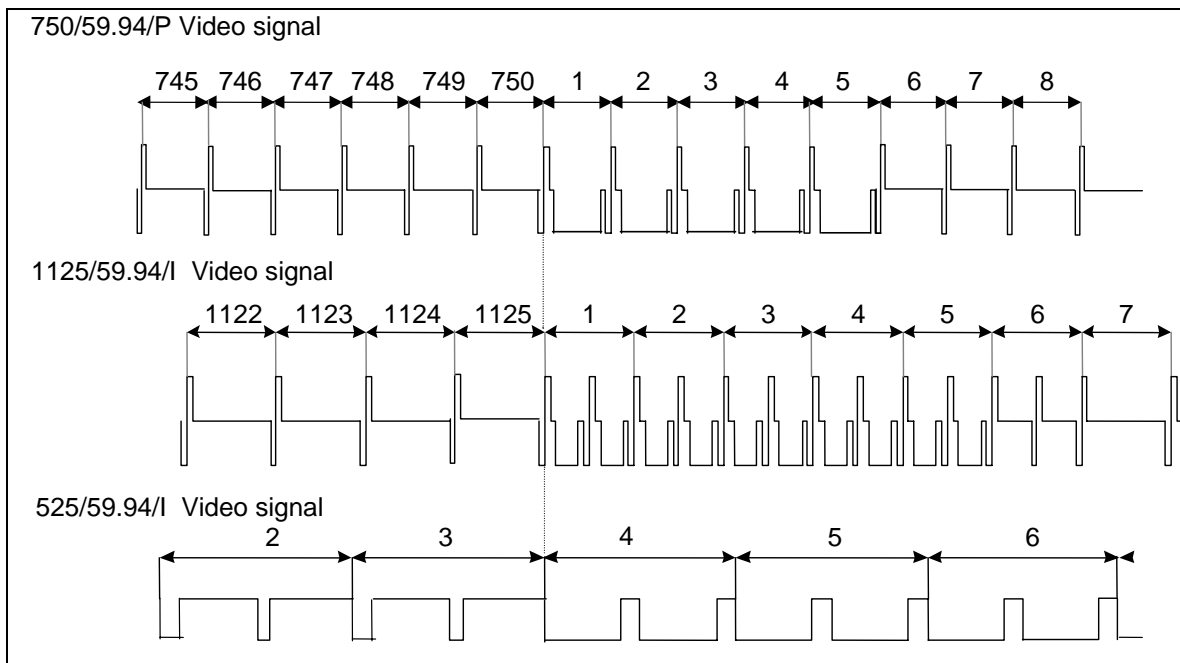 750/59.94/P Video signal
745 746 747 748 749 750 1 2 3 4 5 6 7 8
1125/59.94/I Video signal
1122 1123 1124 1125 1 2 3 4 5 6 7
525/59.94/I Video signal
2 3 4 5 6